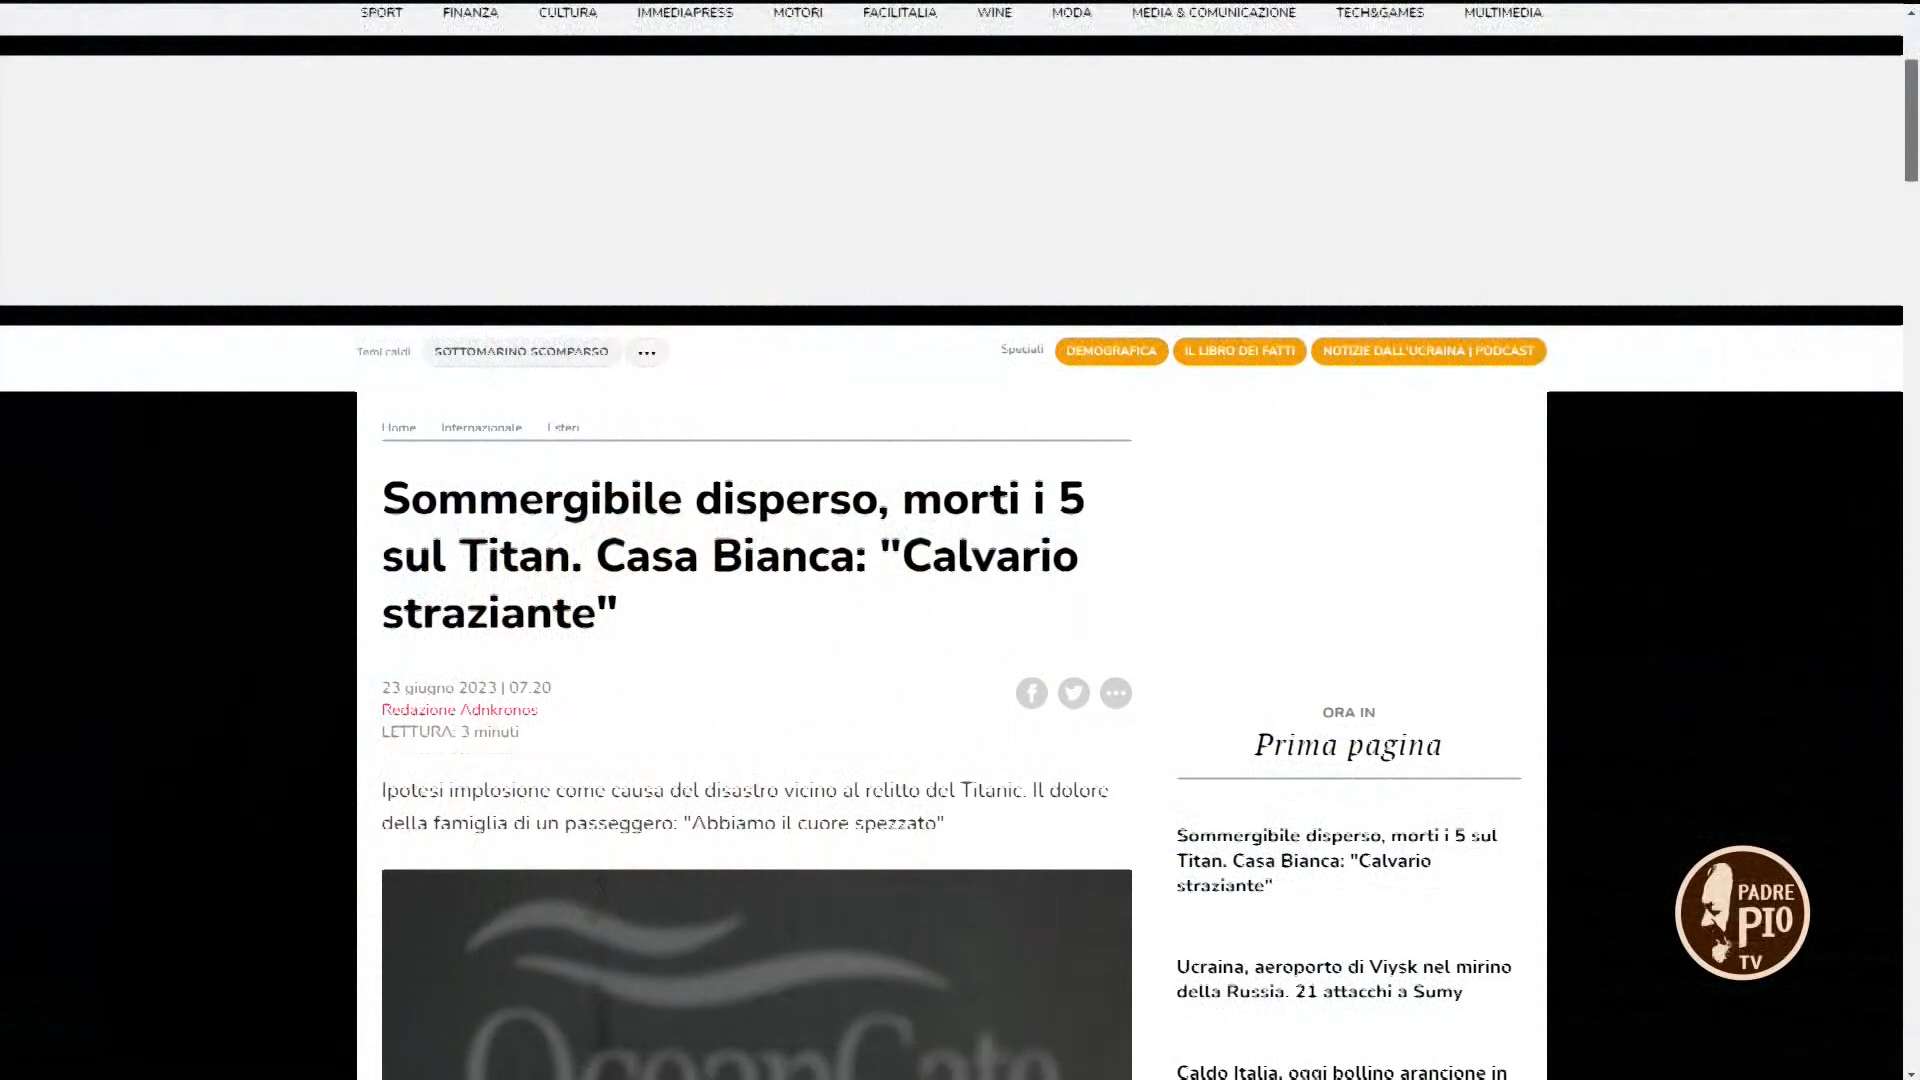 SPORT FINANZA CULTURA IMMEDIAPRESS MOTORI FACILITALIA WINE MODA MEDIA & COMUNICAZIONE TECH&GAMES MULTIMEDIA
Temi caldi SOTTOMARINO SCOMPARSO ... Speciali DEMOGRAFICA IL LIBRO DEI FATTI NOTIZIE DALL'UCRAINA | PODCAST
Home Internazionale Esteri
Sommergibile disperso, morti i 5
sul Titan. Casa Bianca: "Calvario
straziante"
23 giugno 2023 | 07.20
Redazione Adnkronos
LETTURA: 3 minuti
Ipotesi implosione come causa del disastro vicino al relitto del Titanic. Il dolore
della famiglia di un passeggero: "Abbiamo il cuore spezzato"
OceanGate
ORA IN
Prima pagina
Sommergibile disperso, morti i 5 sul
Titan. Casa Bianca: "Calvario
straziante"
Ucraina, aeroporto di Viysk nel mirino
della Russia. 21 attacchi a Sumy
Caldo Italia, oggi bollino arancione in
PADRE
PIO
TV